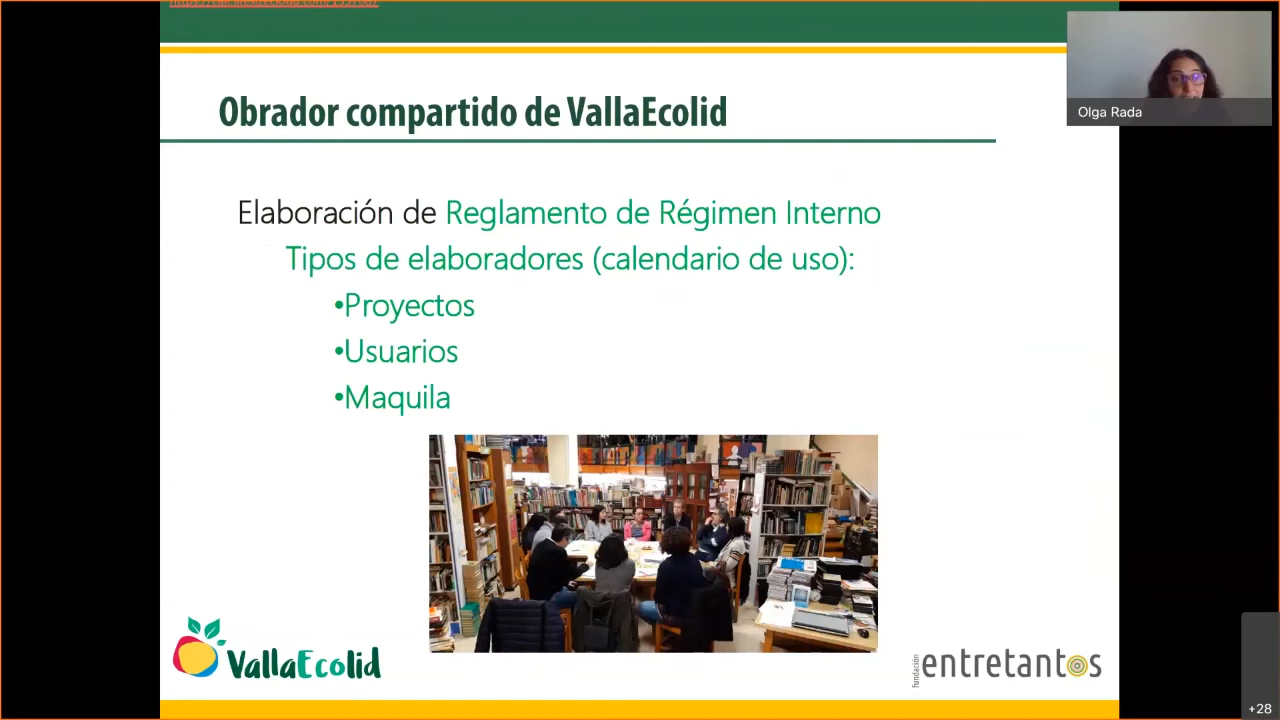 Obrador compartido de VallaEcolid
Olga Rada
Elaboración de Reglamento de Régimen Interno
Tipos de elaboradores (calendario de uso):
•Proyectos
•Usuarios
•Maquila
VallaEcolid
fundación
entretantos
+28